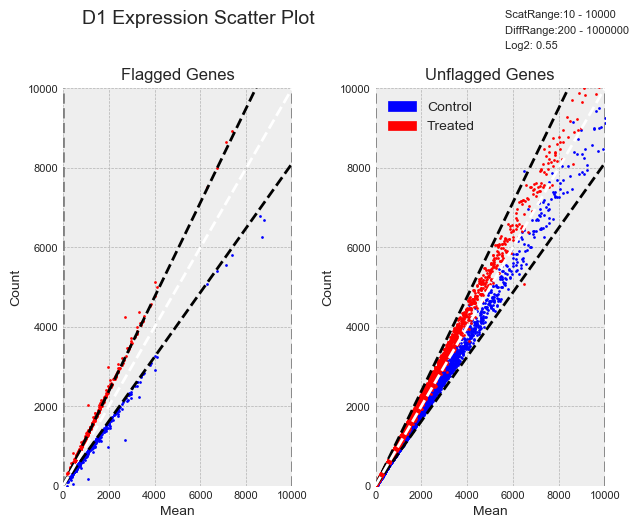 D1 Expression Scatter Plot
ScatRange:10 - 10000
DiffRange:200 - 1000000
Log2: 0.55
Flagged Genes
10000
8000
6000
4000
2000
0
Count
0 2000 4000 6000 8000 10000
Mean
Unflagged Genes
Control
Treated
10000
8000
6000
4000
2000
0
Count
0 2000 4000 6000 8000 10000
Mean